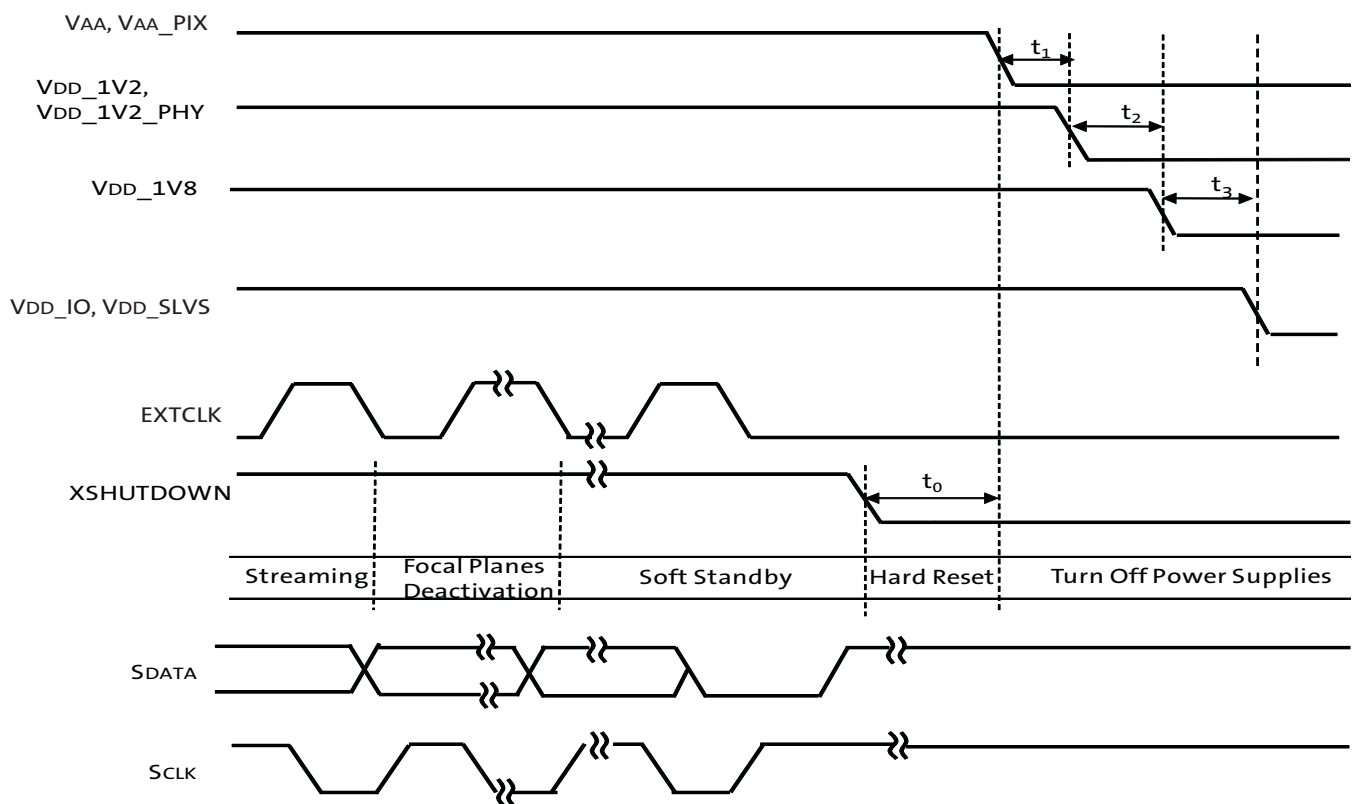 VAA, VAA_PIX
t1
VDD_1V2,
VDD_1V2_PHY
t2
VDD_1V8
t3
VDD_IO, VDD_SLVS
EXTCLK
XSHUTDOWN
t0
Streaming
Focal Planes
Deactivation
Soft Standby
Hard Reset
Turn Off Power Supplies
SDATA
SCLK